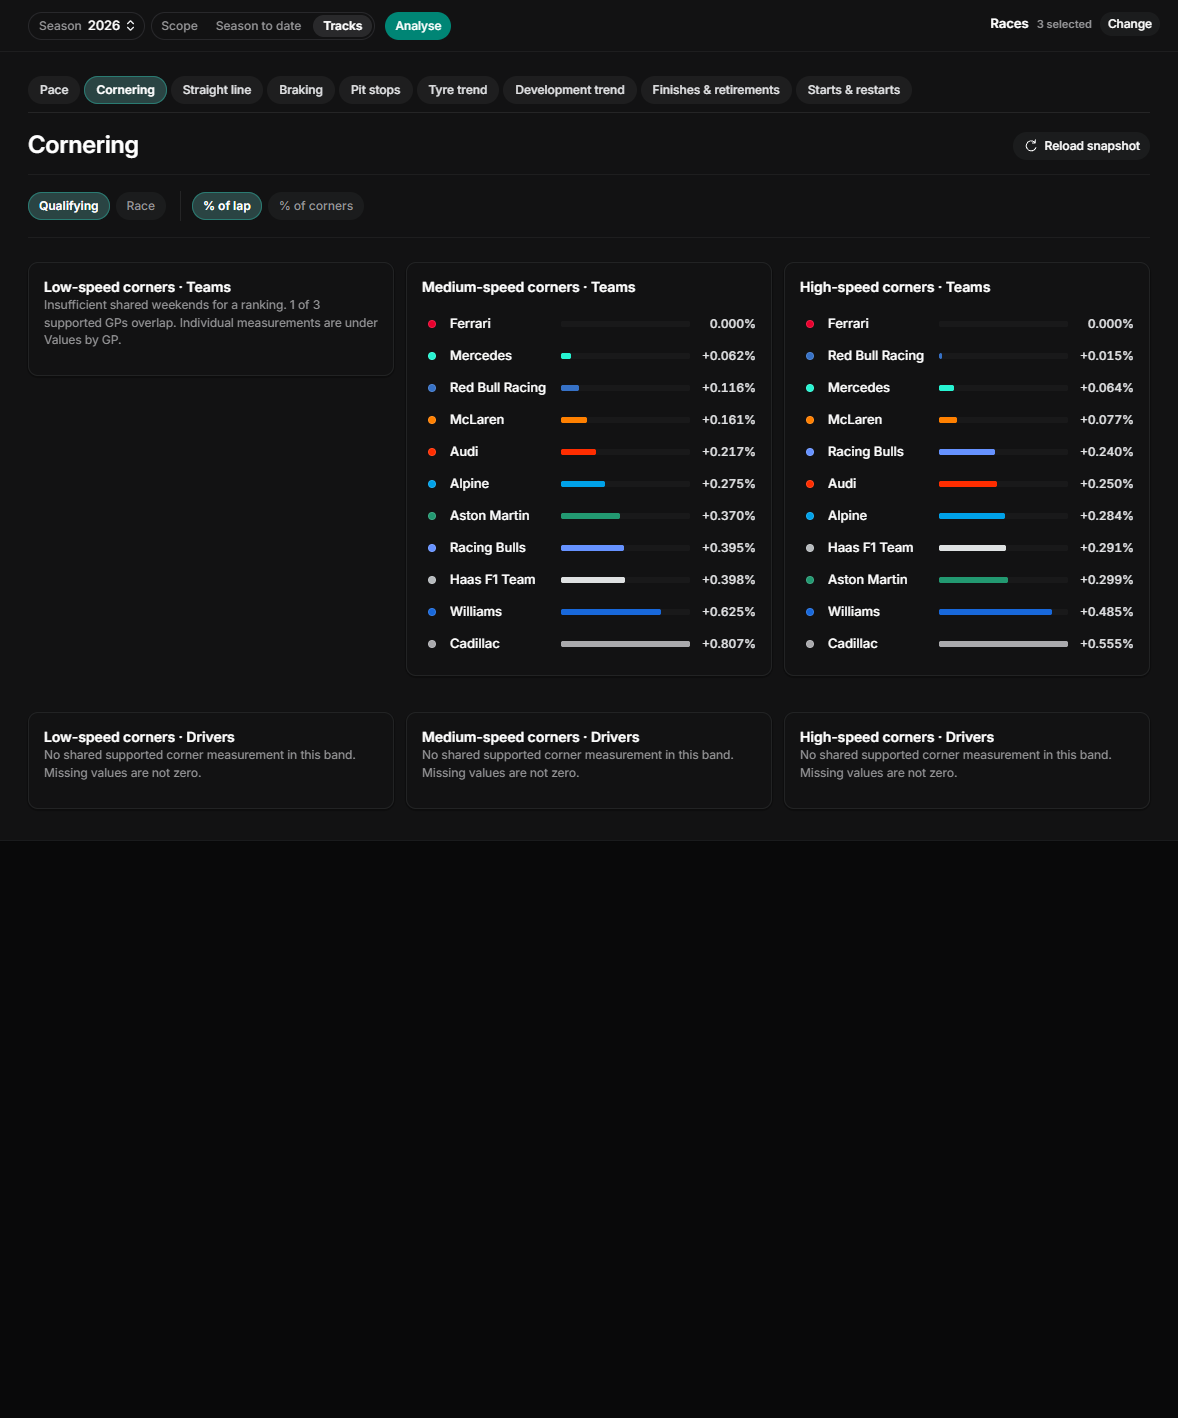 Season 2026 Scope Season to date Tracks Analyse Races 3 selected Change
Pace Cornering Straight line Braking Pit stops Tyre trend Development trend Finishes & retirements Starts & restarts
Cornering Reload snapshot
Qualifying Race % of lap % of corners
Low-speed corners · Teams
Insufficient shared weekends for a ranking. 1 of 3
supported GPs overlap. Individual measurements are under
Values by GP.
Medium-speed corners · Teams
Ferrari 0.000%
Mercedes +0.062%
Red Bull Racing +0.116%
McLaren +0.161%
Audi +0.217%
Alpine +0.275%
Aston Martin +0.370%
Racing Bulls +0.395%
Haas F1 Team +0.398%
Williams +0.625%
Cadillac +0.807%
High-speed corners · Teams
Ferrari 0.000%
Red Bull Racing +0.015%
Mercedes +0.064%
McLaren +0.077%
Racing Bulls +0.240%
Audi +0.250%
Alpine +0.284%
Haas F1 Team +0.291%
Aston Martin +0.299%
Williams +0.485%
Cadillac +0.555%
Low-speed corners · Drivers
No shared supported corner measurement in this band.
Missing values are not zero.
Medium-speed corners · Drivers
No shared supported corner measurement in this band.
Missing values are not zero.
High-speed corners · Drivers
No shared supported corner measurement in this band.
Missing values are not zero.